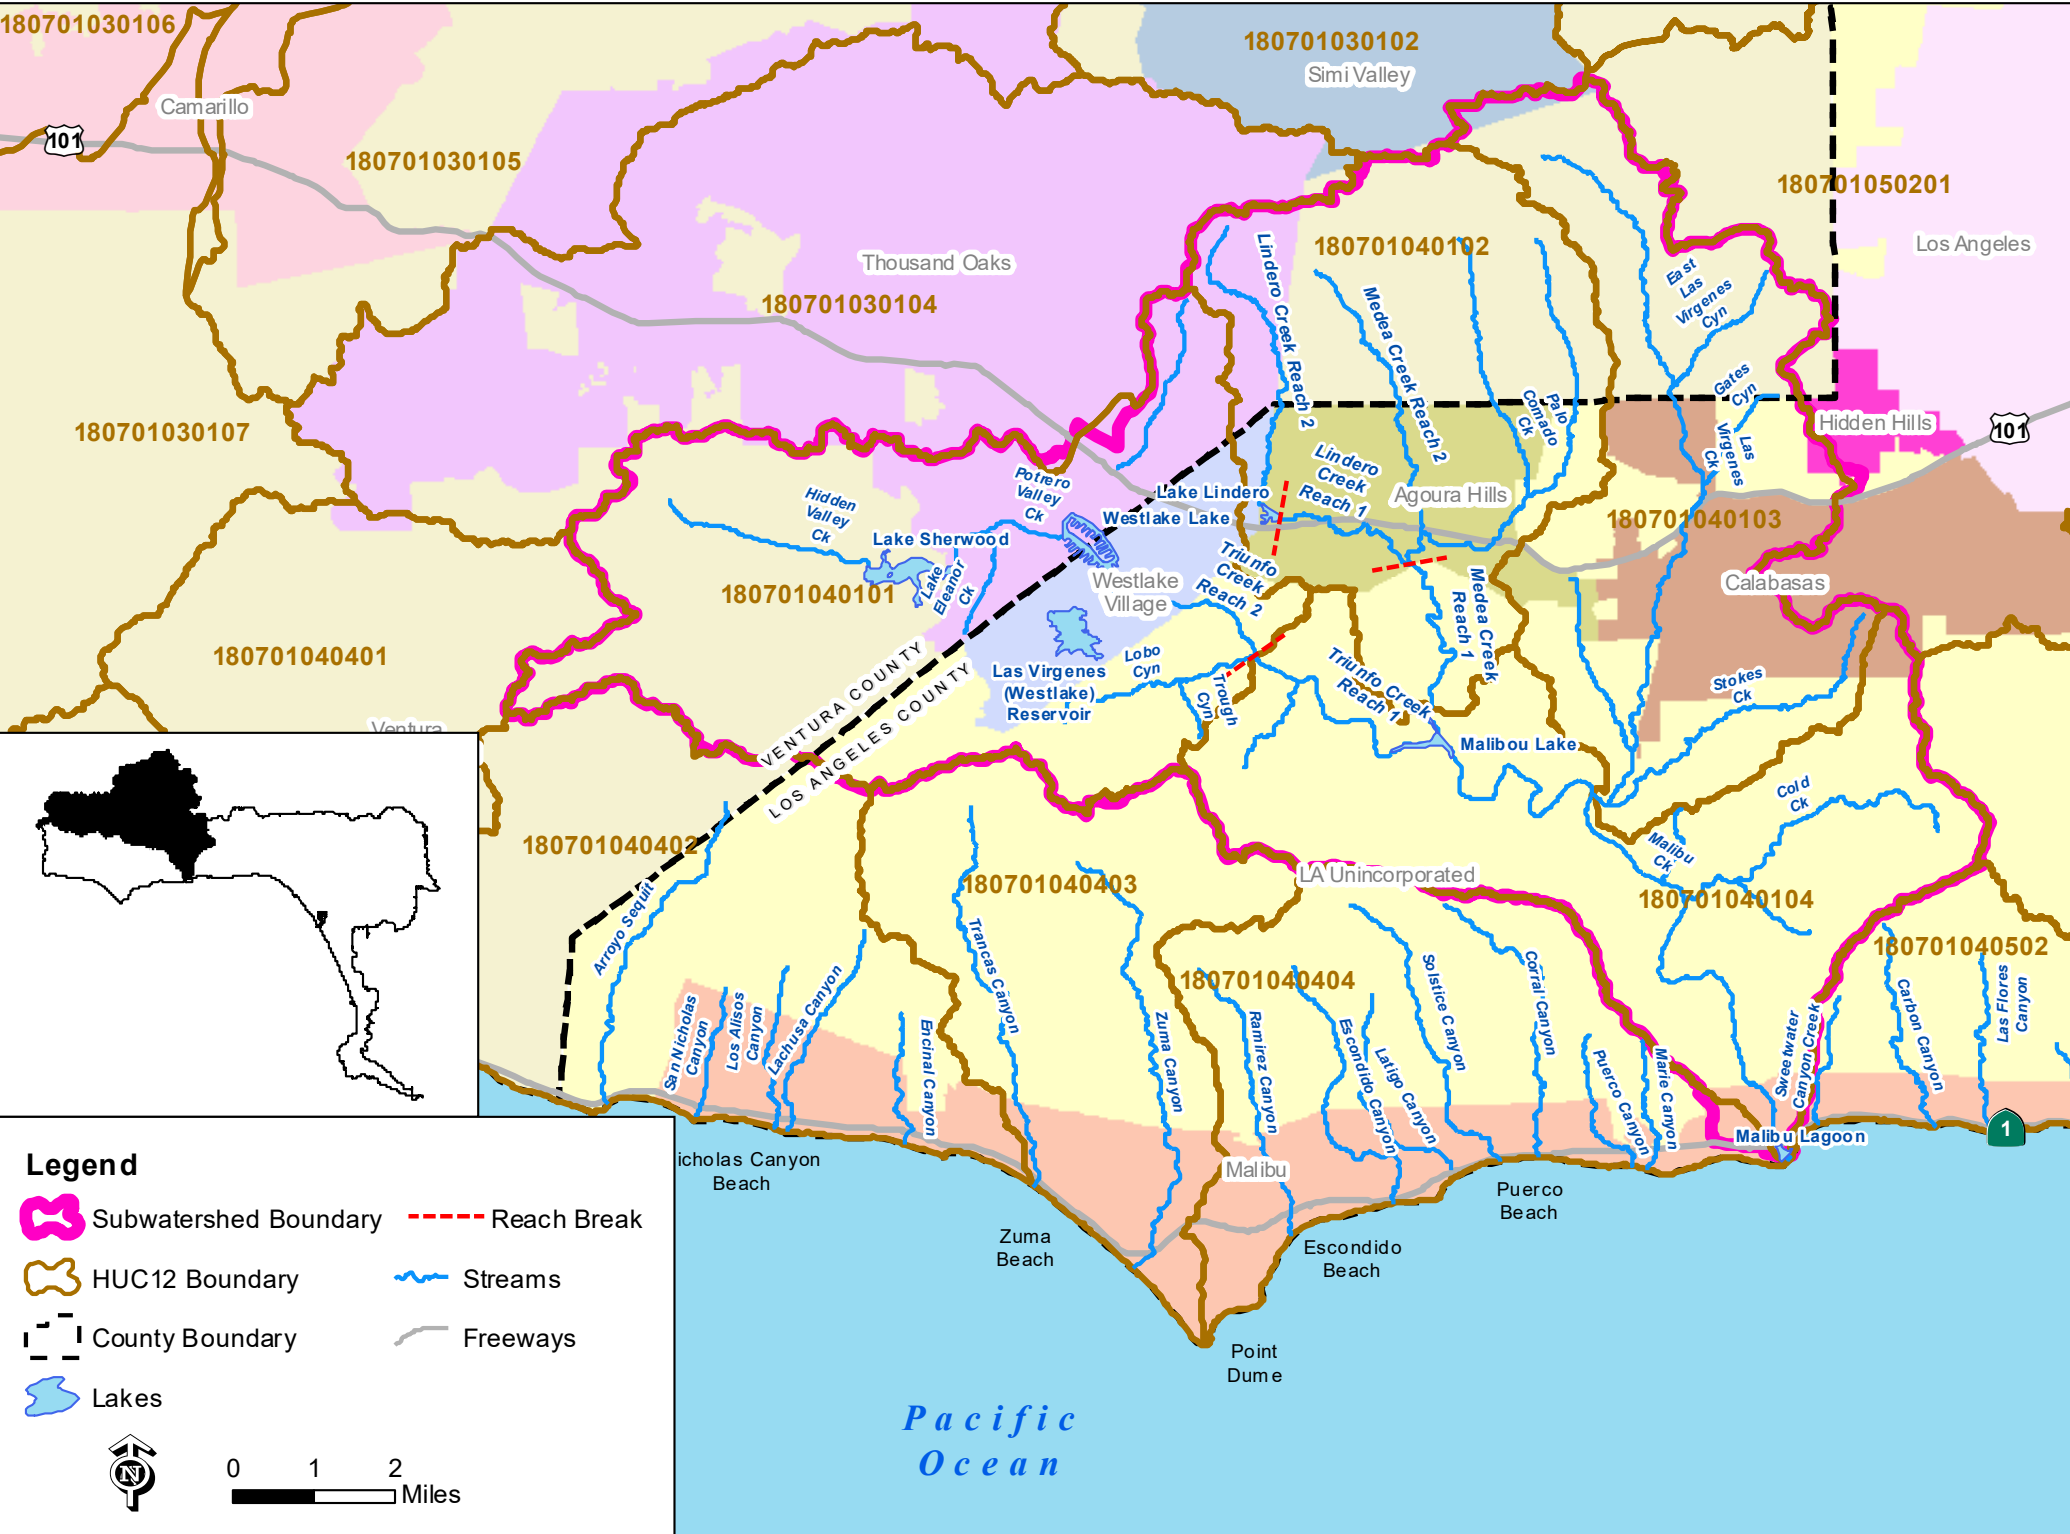 180701030106
Camarillo
101
180701030105
180701030102
Simi Valley
180701050201
Los Angeles
Thousand Oaks
180701030104
180701040102
Lindero Creek Reach 2
Medea Creek Reach 2
East
Las
Virgenes
Cyn
Gates
Cyn
Palo
Comado
Ck
Las
Virgenes
Ck
Hidden Hills
101
180701030107
Lindero
Creek
Reach 1
Agoura Hills
Potrero
Valley
Ck
Hidden
Valley
Ck
Lake Lindero
Westlake Lake
180701040103
Lake Sherwood
Lake
Eleanor
Ck
180701040101
Westlake
Village
Triunfo
Creek
Reach 2
Medea Creek
Reach 1
Calabasas
180701040401
VENTURA COUNTY
LOS ANGELES COUNTY
Las Virgenes
(Westlake)
Reservoir
Lobo
Cyn
Trough
Cyn
Triunfo Creek
Reach 1
Stokes
Ck
Malibou Lake
Ventura
Cold
Ck
Malibu
Ck
180701040402
180701040403
LA Unincorporated
180701040104
180701040502
180701040404
Arroyo Sequit
San Nicholas
Canyon
Los Alisos
Canyon
Lachusa Canyon
Encinal Canyon
Trancas Canyon
Zuma Canyon
Ramirez Canyon
Escondido Canyon
Latigo Canyon
Solstice Canyon
Corral Canyon
Puerco Canyon
Marie Canyon
Sweetwater
Canyon Creek
Carbon Canyon
Las Flores
Canyon
Malibu Lagoon
1
Malibu
icholas Canyon
Beach
Zuma
Beach
Puerco
Beach
Escondido
Beach
Point
Dume
Pacific
Ocean
Legend
Subwatershed Boundary
Reach Break
HUC12 Boundary
Streams
County Boundary
Freeways
Lakes
N
0 1 2
Miles